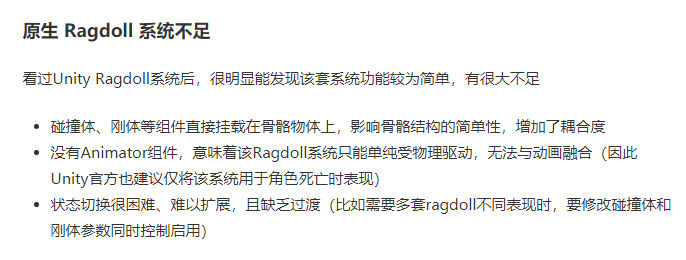 原生 Ragdoll 系统不足
看过Unity Ragdoll系统后，很明显能发现该套系统功能较为简单，有很大不足
• 碰撞体、刚体等组件直接挂载在骨骼物体上，影响骨骼结构的简单性，增加了耦合度
• 没有Animator组件，意味着该Ragdoll系统只能单纯受物理驱动，无法与动画融合（因此
Unity官方也建议仅将该系统用于角色死亡时表现）
• 状态切换很困难、难以扩展，且缺乏过渡（比如需要多套ragdoll不同表现时，要修改碰撞体和
刚体参数同时控制启用）